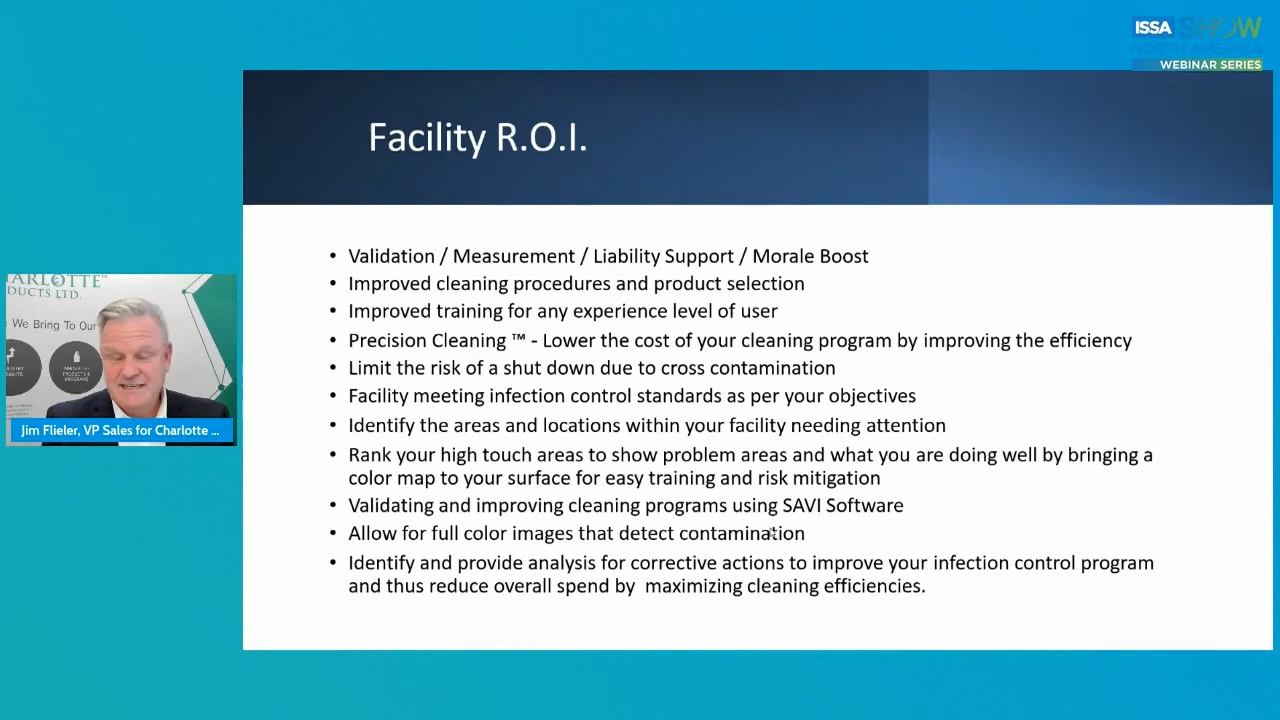 ISSA SHOW
NORTH AMERICA
WEBINAR SERIES
Facility R.O.I.
• Validation / Measurement / Liability Support / Morale Boost
• Improved cleaning procedures and product selection
• Improved training for any experience level of user
• Precision Cleaning ™ - Lower the cost of your cleaning program by improving the efficiency
• Limit the risk of a shut down due to cross contamination
• Facility meeting infection control standards as per your objectives
• Identify the areas and locations within your facility needing attention
• Rank your high touch areas to show problem areas and what you are doing well by bringing a
color map to your surface for easy training and risk mitigation
• Validating and improving cleaning programs using SAVI Software
• Allow for full color images that detect contamination
• Identify and provide analysis for corrective actions to improve your infection control program
and thus reduce overall spend by  maximizing cleaning efficiencies.
ARLOTTE™
DUCTS LTD.
We Bring To Our
INNOVATIVE
PRODUCTS &
PROGRAMS
Jim Flieler, VP Sales for Charlotte ...